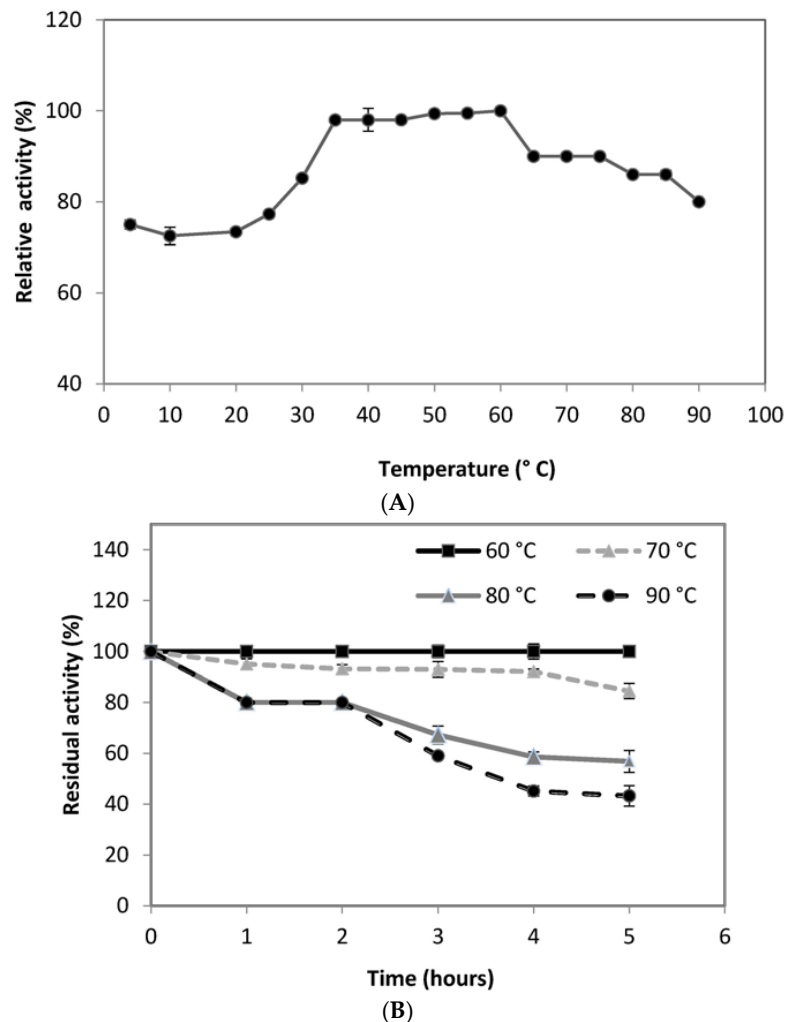 120
100
80
60
40
0 10 20 30 40 50 60 70 80 90 100
Relative activity (%)
Temperature (° C)
(A)
140
120
100
80
60
40
20
0
60 °C 70 °C
80 °C 90 °C
0 1 2 3 4 5 6
Residual activity (%)
Time (hours)
(B)